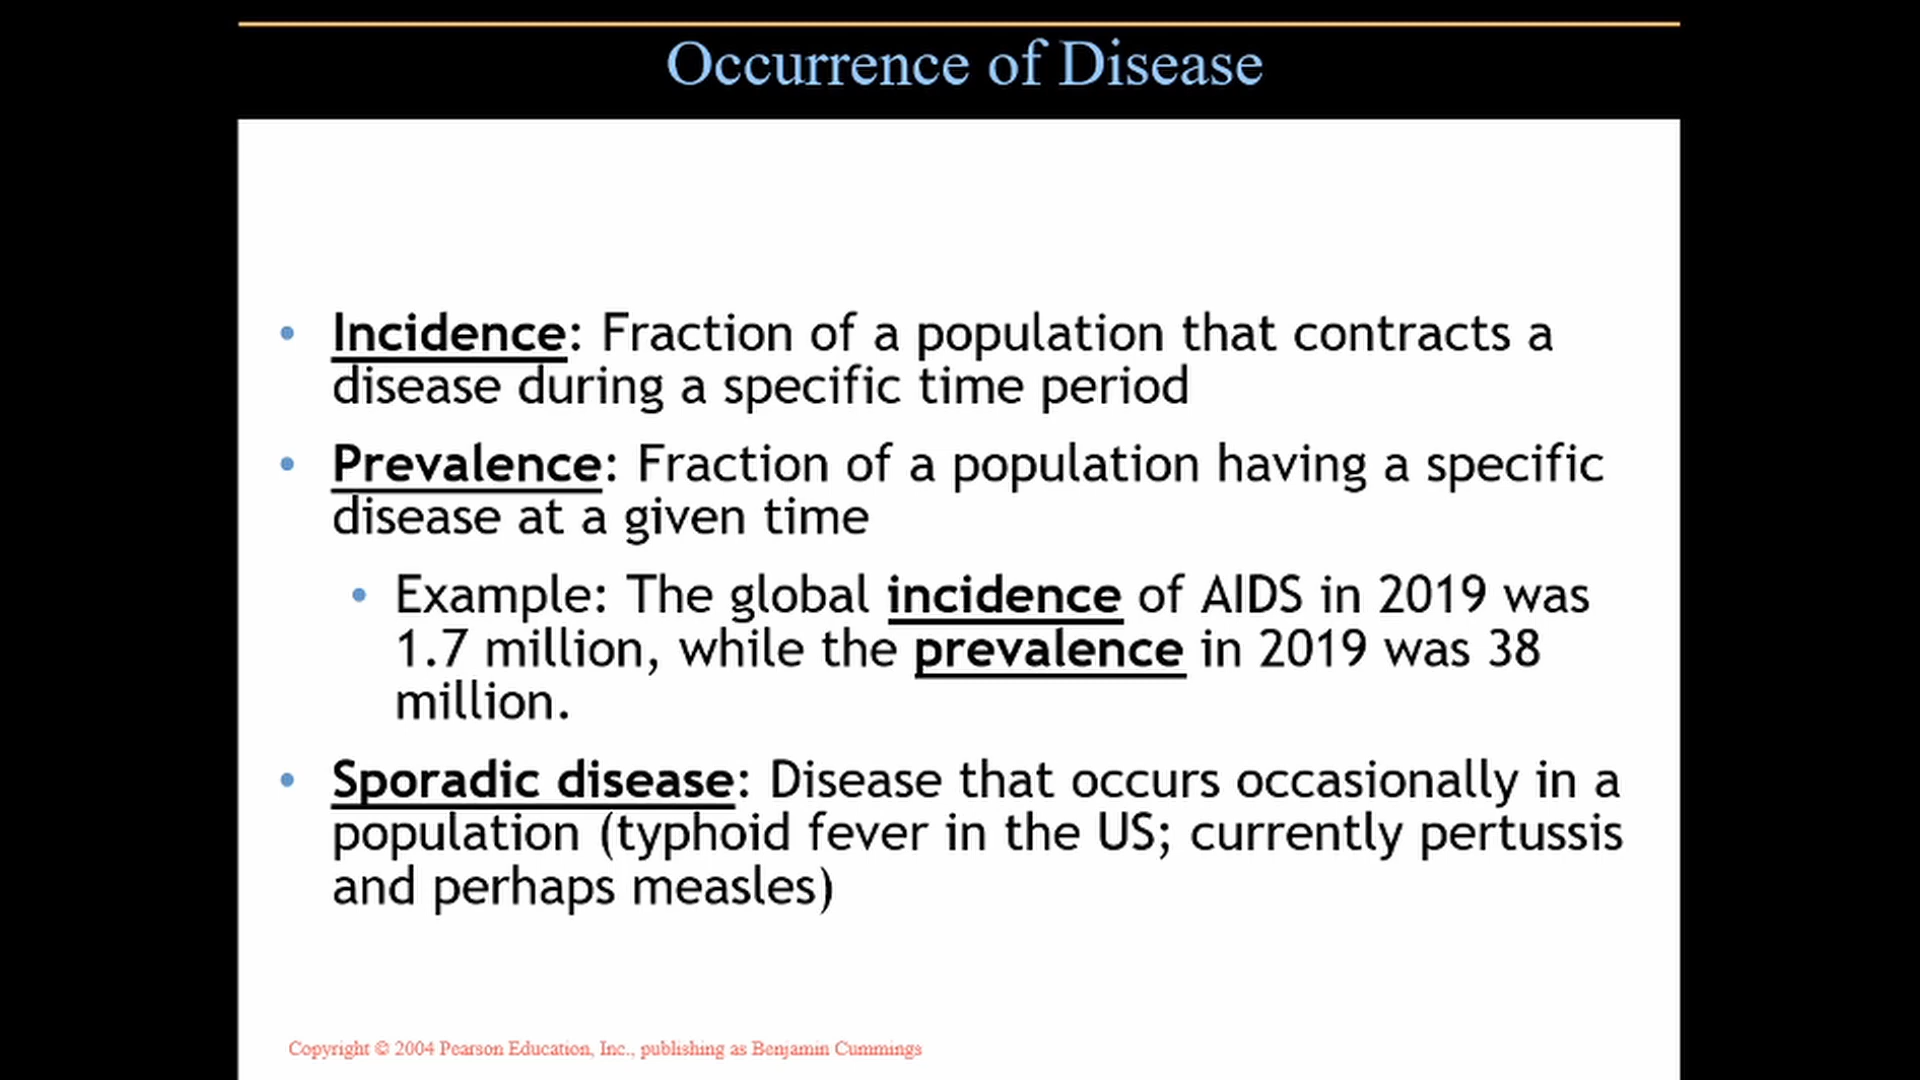 Occurrence of Disease
• Incidence: Fraction of a population that contracts a
disease during a specific time period
• Prevalence: Fraction of a population having a specific
disease at a given time
• Example: The global incidence of AIDS in 2019 was
1.7 million, while the prevalence in 2019 was 38
million.
• Sporadic disease: Disease that occurs occasionally in a
population (typhoid fever in the US; currently pertussis
and perhaps measles)
Copyright © 2004 Pearson Education, Inc., publishing as Benjamin Cummings